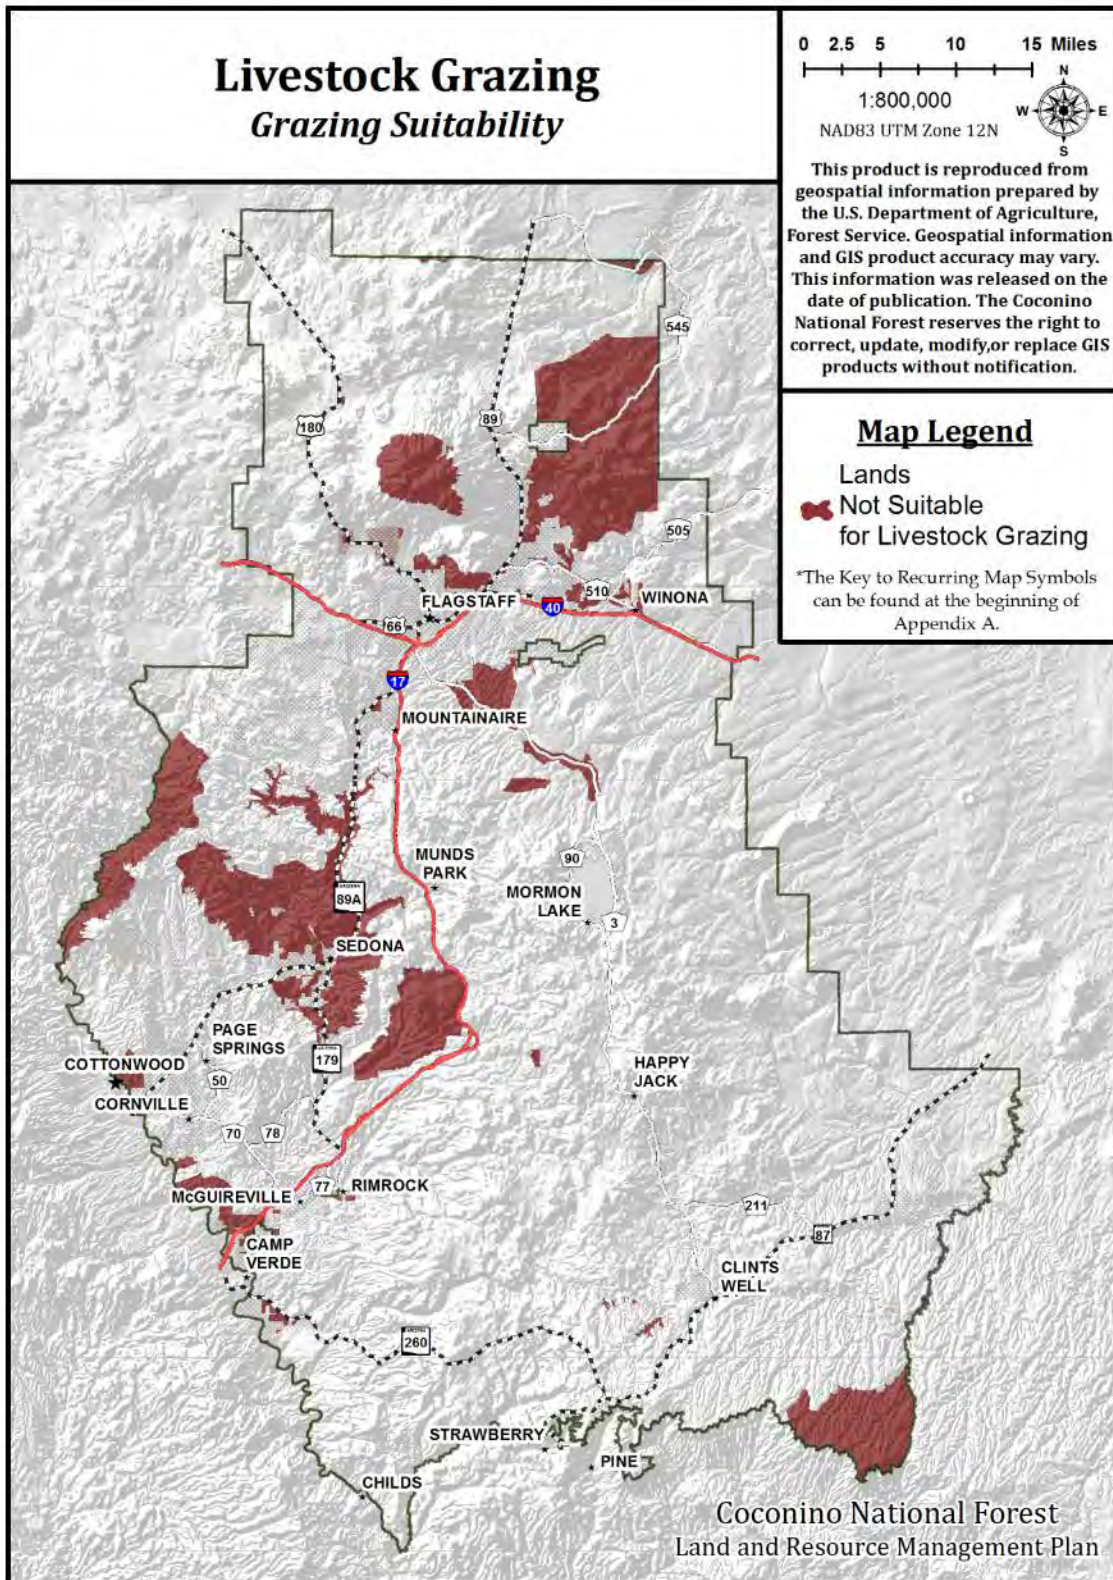 Livestock Grazing
Grazing Suitability
0 2.5 5 10 15 Miles
1:800,000
NAD83 UTM Zone 12N
N
W E
S
This product is reproduced from
geospatial information prepared by
the U.S. Department of Agriculture,
Forest Service. Geospatial information
and GIS product accuracy may vary.
This information was released on the
date of publication. The Coconino
National Forest reserves the right to
correct, update, modify,or replace GIS
products without notification.
Map Legend
Lands
Not Suitable
for Livestock Grazing
*The Key to Recurring Map Symbols
can be found at the beginning of
Appendix A.
545
180
89
505
510
WINONA
FLAGSTAFF
40
66
17
MOUNTAINAIRE
MUNDS
PARK
90
MORMON
LAKE
3
ARIZONA
89A
SEDONA
PAGE
SPRINGS
COTTONWOOD
50
CORNVILLE
ARIZONA
179
HAPPY
JACK
70
78
77
RIMROCK
McGUIREVILLE
211
87
CAMP
VERDE
CLINTS
WELL
ARIZONA
260
STRAWBERRY
PINE
CHILDS
Coconino National Forest
Land and Resource Management Plan